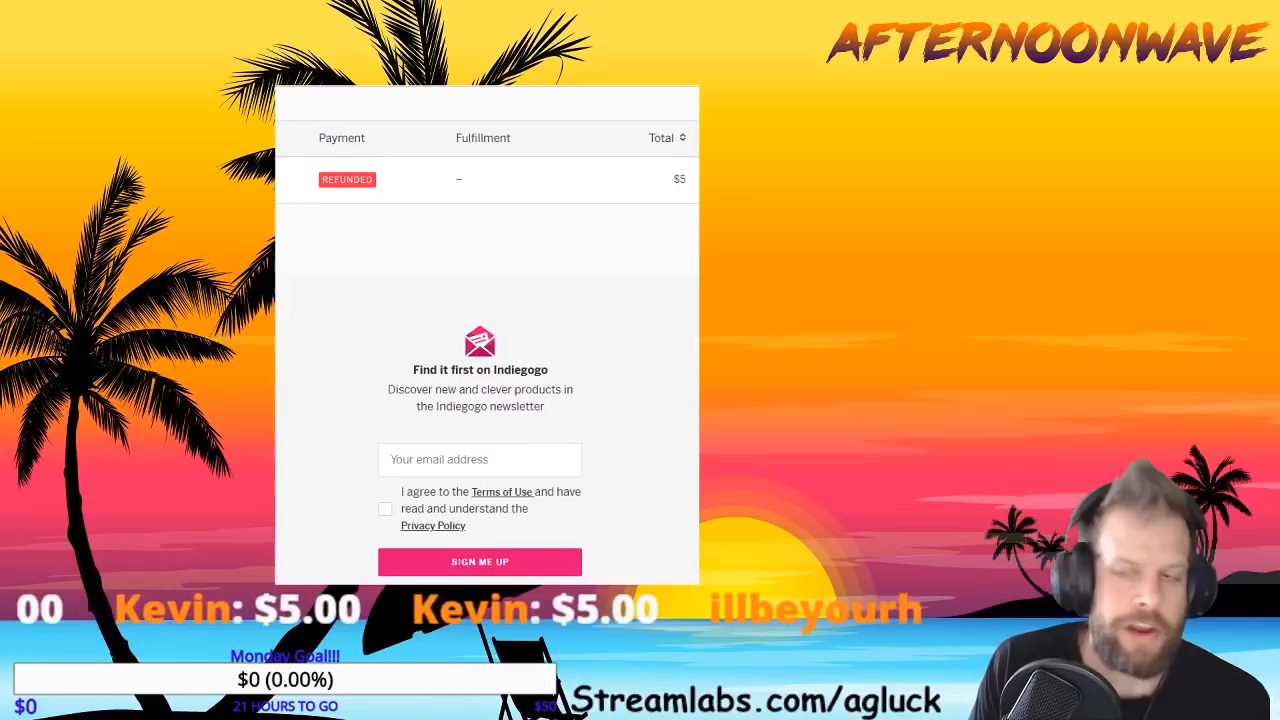 AFTERNOONWAVE
Payment Fulfillment Total
REFUNDED – $5
Find it first on Indiegogo
Discover new and clever products in
the Indiegogo newsletter
Your email address
I agree to the Terms of Use and have
read and understand the
Privacy Policy
SIGN ME UP
00 Kevin: $5.00 Kevin: $5.00 illbeyourh
Monday Goal!!!
$0 (0.00%)
$0 21 HOURS TO GO $50
Streamlabs.com/agluck